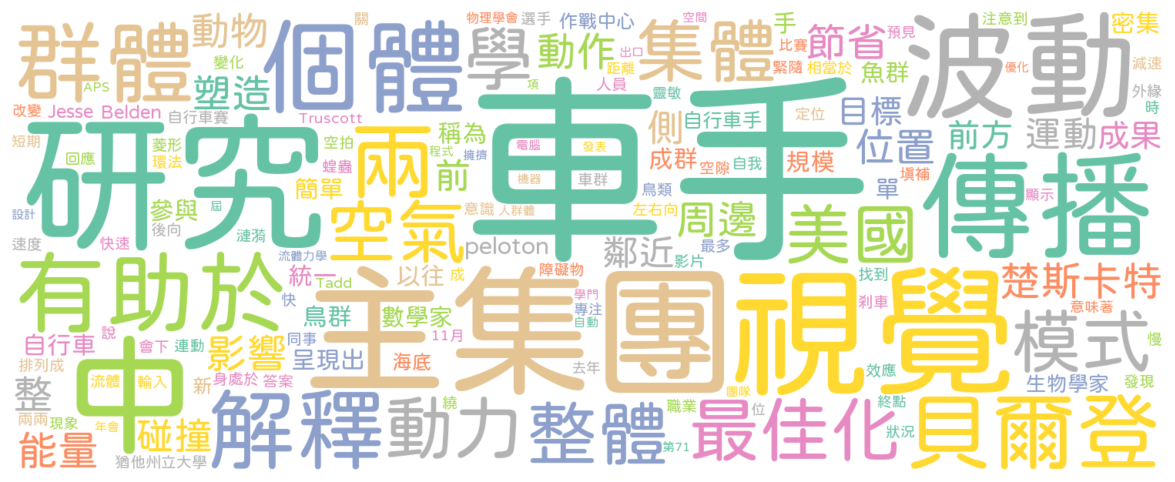 群體
動物
個體
學
物理學會
選手
作戰中心
手
節省
預見
波動
注意到
密集
關
空間
比賽
變化
動作
集體
出口
緊隨
相當於
魚群
優化
減速
APS
塑造
項
距離
人員
靈敏
外緣
時
改變
Jesse Belden
自行車賽
Truscott
車手
側
自行車手
目標
定位
位置
前方
運動
成果
研究
短期
菱形
空拍
稱為
兩
回應
環法
蝗蟲
程式
擁擠
前
電腦
發表
成群
空隙
自我
規模
單
填補
傳播
顯示
簡單
機器
車群
鳥類
設計
參與
屆
後向
漣漪
空氣
意識
人群體
左右向
周邊
美國
速度
快速
流體力學
peloton
鄰近
最多
影片
有助於
統一
Tadd
快
以往
成
障礙物
找到
楚斯卡特
主集團
視覺
學門
專注
自動
剎車
意味著
鳥群
數學家
11月
自行車
說
會下
連動
影響
同事
呈現出
海底
去年
效應
模式
慢
排列成
新
身處於
答案
生物學家
發現
整
中
流體
輸入
解釋
動力
繞
整體
團隊
職業
位
最佳化
終點
貝爾登
兩兩
現象
年會
碰撞
狀況
能量
猶他州立大學
第71